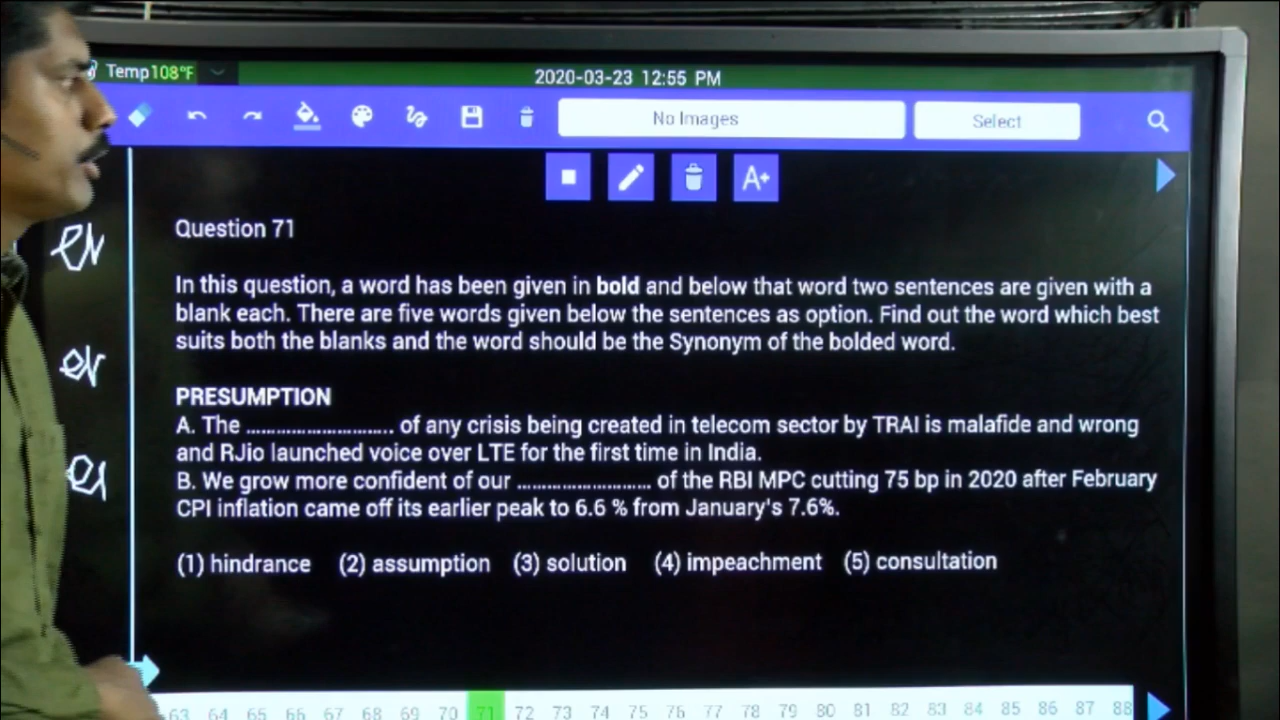 Temp108°F
2020-03-23 12:55 PM
No Images
Select
A+
Question 71
In this question, a word has been given in bold and below that word two sentences are given with a
blank each. There are five words given below the sentences as option. Find out the word which best
suits both the blanks and the word should be the Synonym of the bolded word.
PRESUMPTION
A. The ............................ of any crisis being created in telecom sector by TRAI is malafide and wrong
and RJio launched voice over LTE for the first time in India.
B. We grow more confident of our ......................... of the RBI MPC cutting 75 bp in 2020 after February
CPI inflation came off its earlier peak to 6.6 % from January's 7.6%.
(1) hindrance (2) assumption (3) solution (4) impeachment (5) consultation
63 64 65 66 67 68 69 70 71 72 73 74 75 76 77 78 79 80 81 82 83 84 85 86 87 88